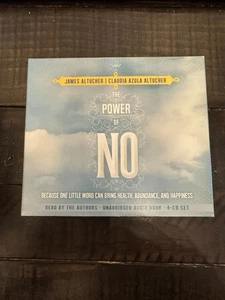 JAMES ALTUCHER | CLAUDIA AZULA ALTUCHER
THE
POWER
OF
NO
BECAUSE ONE LITTLE WORD CAN BRING HEALTH, ABUNDANCE, AND HAPPINESS
READ BY THE AUTHORS · UNABRIDGED AUDIO BOOK · 4-CD SET